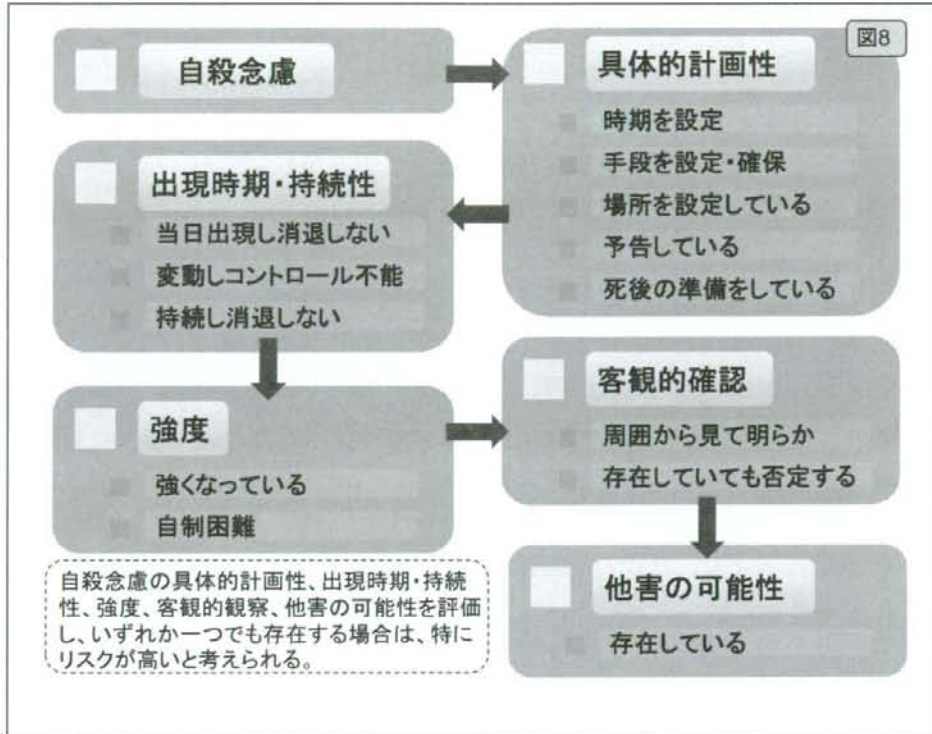 図8
自殺念慮
具体的計画性
時期を設定
手段を設定・確保
場所を設定している
予告している
死後の準備をしている
出現時期・持続性
当日出現し消退しない
変動しコントロール不能
持続し消退しない
強度
強くなっている
自制困難
客観的確認
周囲から見て明らか
存在していても否定する
他害の可能性
存在している
自殺念慮の具体的計画性、出現時期・持続
性、強度、客観的観察、他害の可能性を評価
し、いずれか一つでも存在する場合は、特に
リスクが高いと考えられる。